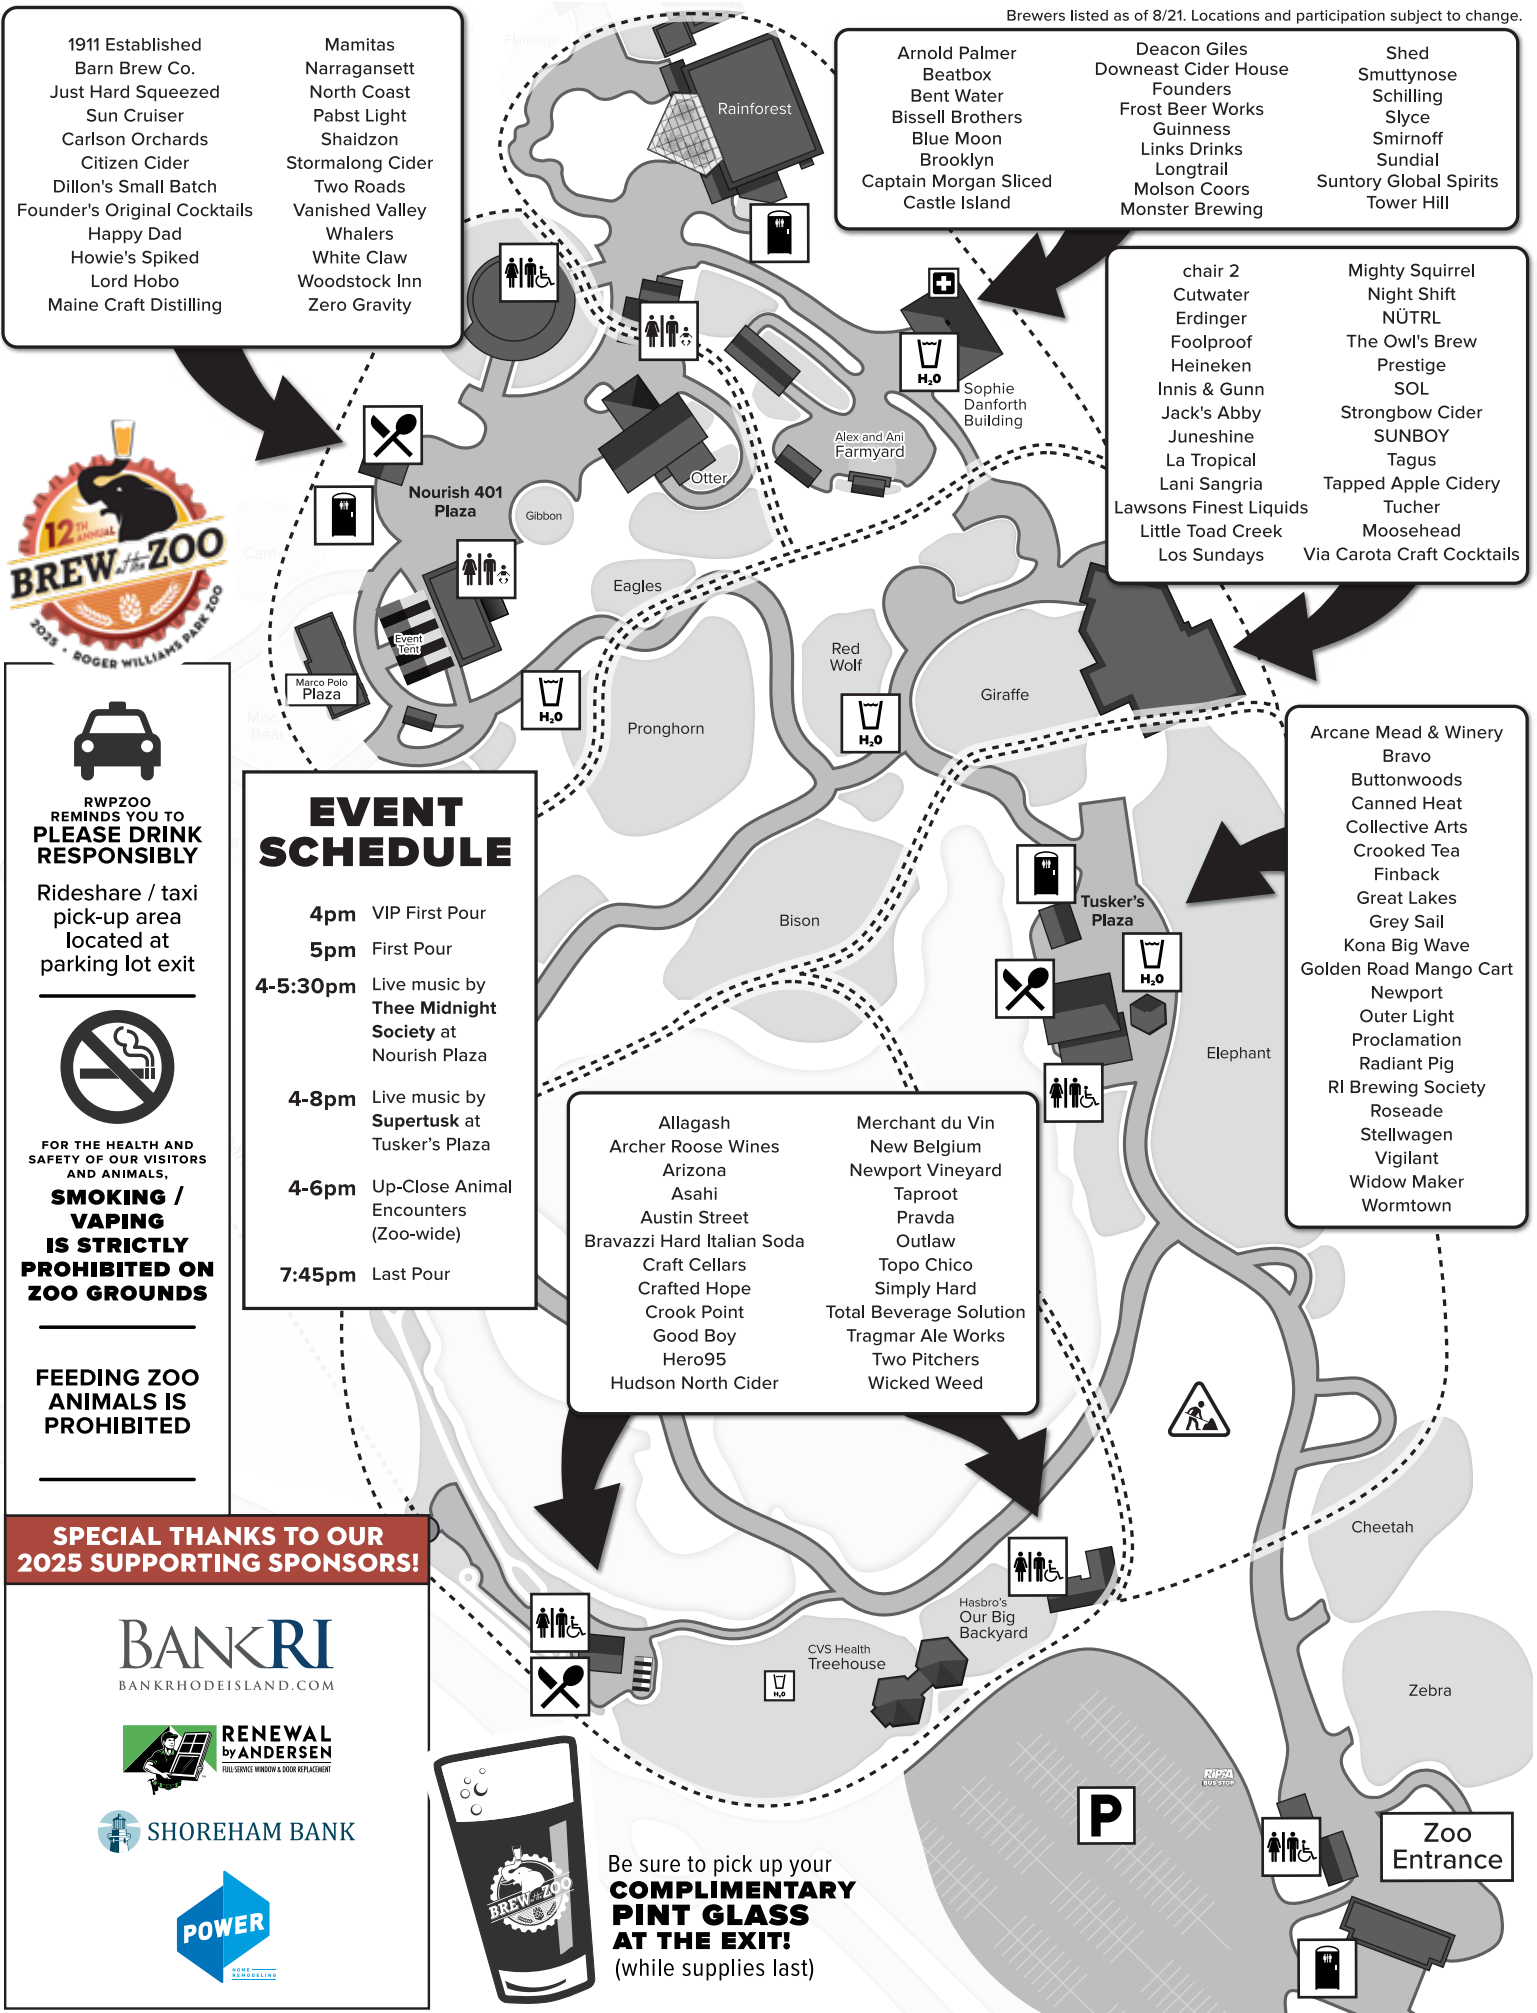 Brewers listed as of 8/21. Locations and participation subject to change.
1911 Established
Barn Brew Co.
Just Hard Squeezed
Sun Cruiser
Carlson Orchards
Citizen Cider
Dillon's Small Batch
Founder's Original Cocktails
Happy Dad
Howie's Spiked
Lord Hobo
Maine Craft Distilling
Mamitas
Narragansett
North Coast
Pabst Light
Shaidzon
Stormalong Cider
Two Roads
Vanished Valley
Whalers
White Claw
Woodstock Inn
Zero Gravity
Arnold Palmer
Beatbox
Bent Water
Bissell Brothers
Blue Moon
Brooklyn
Captain Morgan Sliced
Castle Island
Deacon Giles
Downeast Cider House
Founders
Frost Beer Works
Guinness
Links Drinks
Longtrail
Molson Coors
Monster Brewing
Shed
Smuttynose
Schilling
Slyce
Smirnoff
Sundial
Suntory Global Spirits
Tower Hill
chair 2
Cutwater
Erdinger
Foolproof
Heineken
Innis & Gunn
Jack's Abby
Juneshine
La Tropical
Lani Sangria
Lawsons Finest Liquids
Little Toad Creek
Los Sundays
Mighty Squirrel
Night Shift
NÜTRL
The Owl's Brew
Prestige
SOL
Strongbow Cider
SUNBOY
Tagus
Tapped Apple Cidery
Tucher
Moosehead
Via Carota Craft Cocktails
Flamingo
Rainforest
H₂0
Sophie
Danforth
Building
Alex and Ani
Farmyard
Otter
Nourish 401
Plaza
Gibbon
Eagles
Event
Tent
Marco Polo
Plaza
H₂0
Pronghorn
Red
Wolf
H₂0
Giraffe
12TH
ANNUAL
BREW at the ZOO
2025 • ROGER WILLIAMS PARK ZOO
RWPZOO
REMINDS YOU TO
PLEASE DRINK
RESPONSIBLY
Rideshare / taxi
pick-up area
located at
parking lot exit
FOR THE HEALTH AND
SAFETY OF OUR VISITORS
AND ANIMALS,
SMOKING /
VAPING
IS STRICTLY
PROHIBITED ON
ZOO GROUNDS
FEEDING ZOO
ANIMALS IS
PROHIBITED
EVENT
SCHEDULE
4pm VIP First Pour
5pm First Pour
4-5:30pm Live music by
Thee Midnight
Society at
Nourish Plaza
4-8pm Live music by
Supertusk at
Tusker's Plaza
4-6pm Up-Close Animal
Encounters
(Zoo-wide)
7:45pm Last Pour
Bison
Tusker's
Plaza
H₂0
Elephant
Arcane Mead & Winery
Bravo
Buttonwoods
Canned Heat
Collective Arts
Crooked Tea
Finback
Great Lakes
Grey Sail
Kona Big Wave
Golden Road Mango Cart
Newport
Outer Light
Proclamation
Radiant Pig
RI Brewing Society
Roseade
Stellwagen
Vigilant
Widow Maker
Wormtown
Allagash
Archer Roose Wines
Arizona
Asahi
Austin Street
Bravazzi Hard Italian Soda
Craft Cellars
Crafted Hope
Crook Point
Good Boy
Hero95
Hudson North Cider
Merchant du Vin
New Belgium
Newport Vineyard
Taproot
Pravda
Outlaw
Topo Chico
Simply Hard
Total Beverage Solution
Tragmar Ale Works
Two Pitchers
Wicked Weed
Cheetah
Hasbro's
Our Big
Backyard
CVS Health
Treehouse
H₂0
Zebra
RIPTA
BUS STOP
P
Zoo
Entrance
SPECIAL THANKS TO OUR
2025 SUPPORTING SPONSORS!
BANKRI
BANKRHODEISLAND.COM
RENEWAL
by ANDERSEN
FULL-SERVICE WINDOW & DOOR REPLACEMENT
SHOREHAM BANK
POWER
HOME
REMODELING
BREW at the ZOO
Be sure to pick up your
COMPLIMENTARY
PINT GLASS
AT THE EXIT!
(while supplies last)